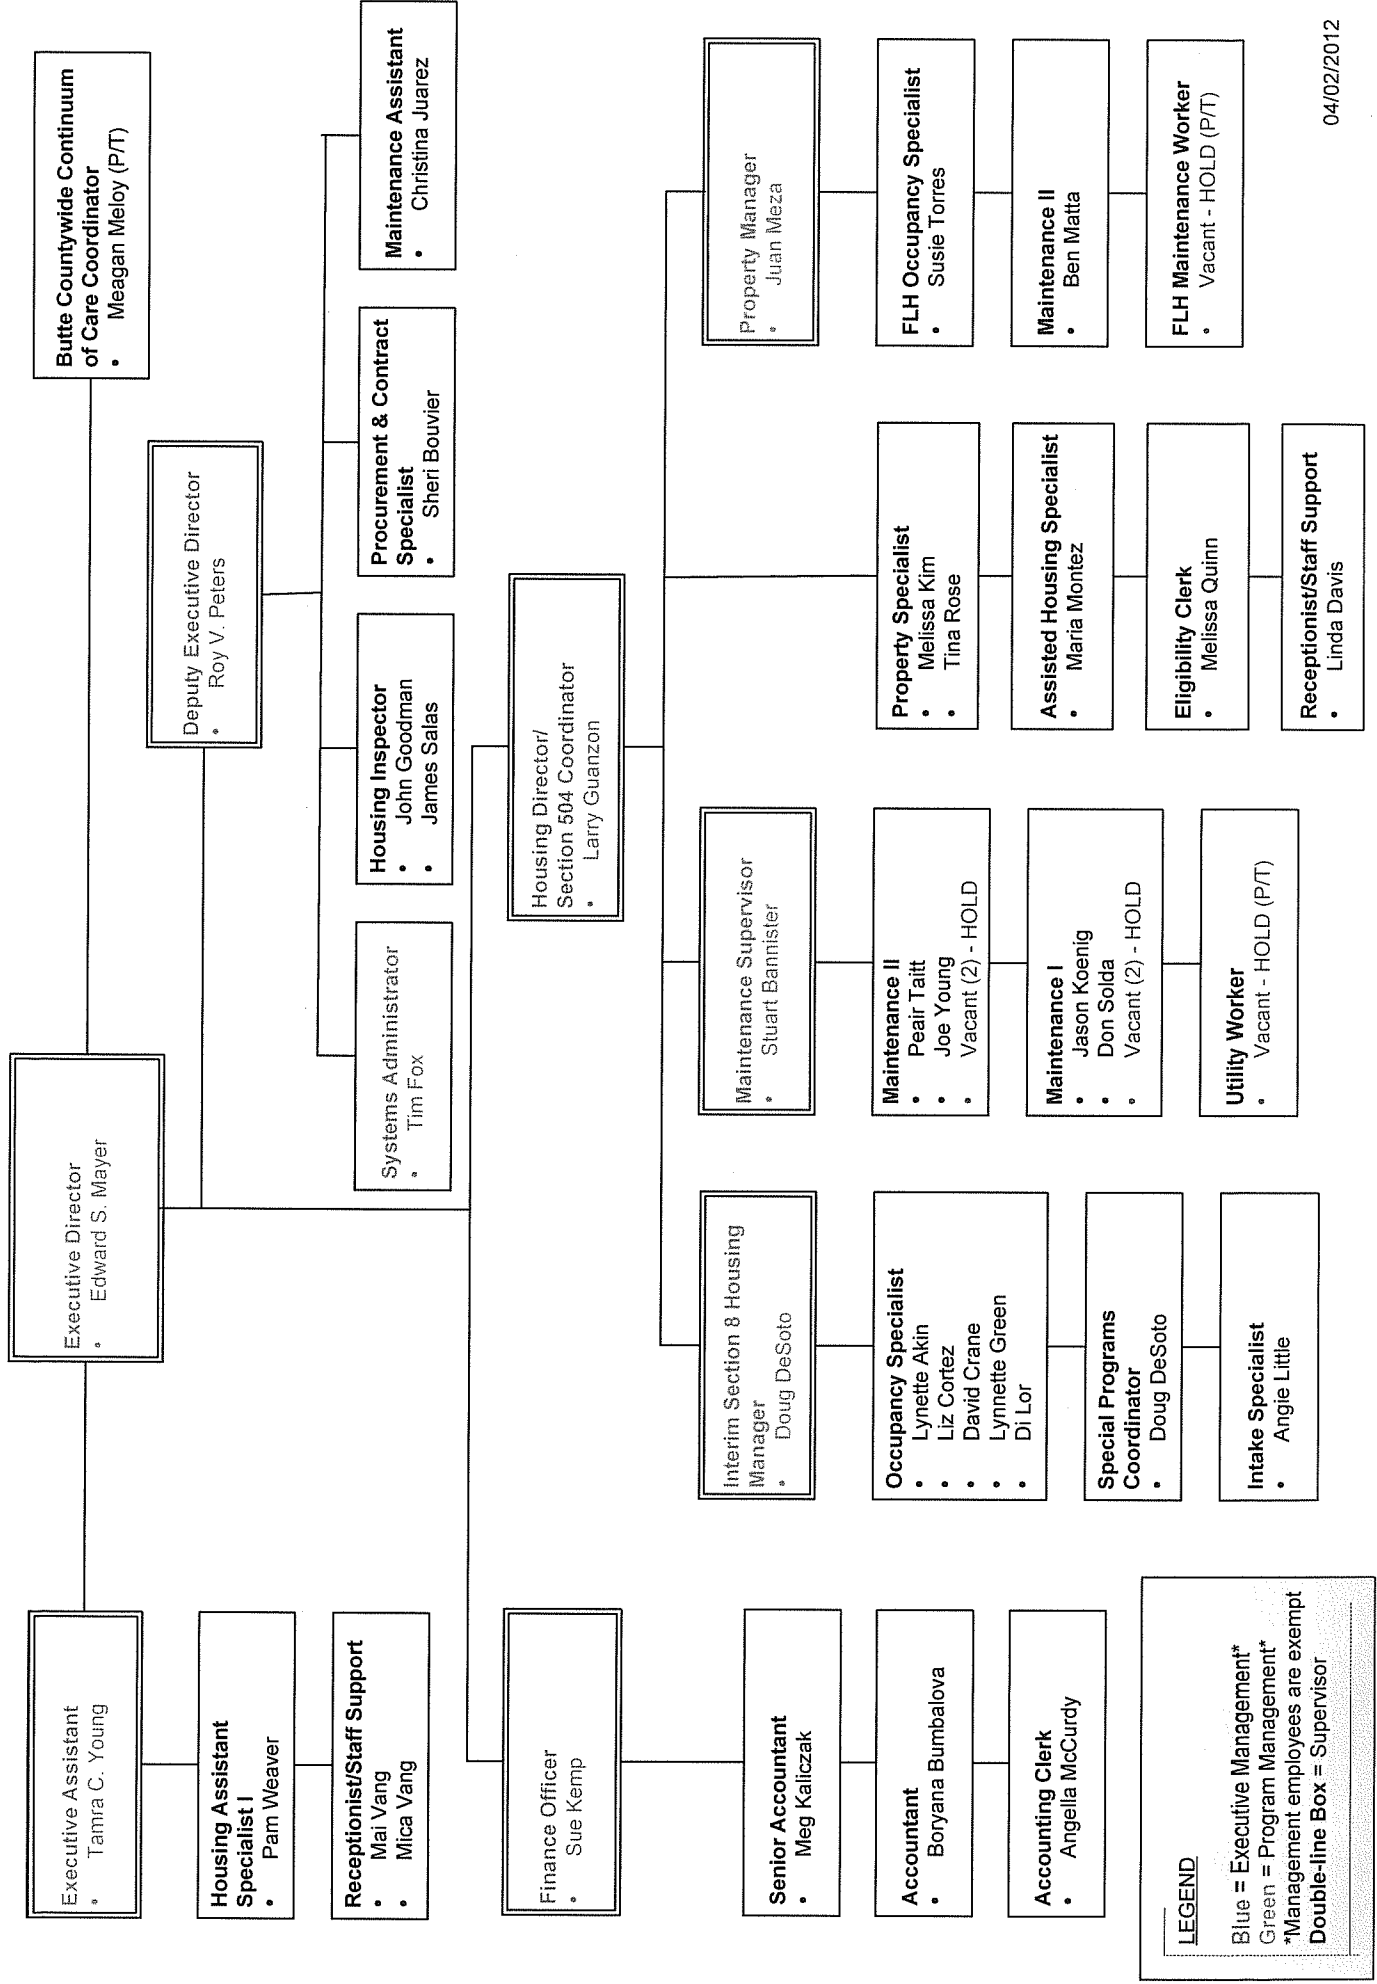 Executive Director
• Edward S. Mayer
Butte Countywide Continuum
of Care Coordinator
• Meagan Meloy (P/T)
Executive Assistant
• Tamra C. Young
Housing Assistant
Specialist I
• Pam Weaver
Receptionist/Staff Support
• Mai Vang
• Mica Vang
Deputy Executive Director
• Roy V. Peters
Systems Administrator
• Tim Fox
Housing Inspector
• John Goodman
• James Salas
Procurement & Contract
Specialist
• Sheri Bouvier
Maintenance Assistant
• Christina Juarez
Finance Officer
• Sue Kemp
Senior Accountant
• Meg Kaliczak
Accountant
• Boryana Bumbalova
Accounting Clerk
• Angella McCurdy
Housing Director/
Section 504 Coordinator
• Larry Guanzon
Interim Section 8 Housing
Manager
• Doug DeSoto
Occupancy Specialist
• Lynette Akin
• Liz Cortez
• David Crane
• Lynnette Green
• Di Lor
Special Programs
Coordinator
• Doug DeSoto
Intake Specialist
• Angie Little
Maintenance Supervisor
• Stuart Bannister
Maintenance II
• Peair Taitt
• Joe Young
• Vacant (2) - HOLD
Maintenance I
• Jason Koenig
• Don Solda
• Vacant (2) - HOLD
Utility Worker
• Vacant - HOLD (P/T)
Property Specialist
• Melissa Kim
• Tina Rose
Assisted Housing Specialist
• Maria Montez
Eligibility Clerk
• Melissa Quinn
Receptionist/Staff Support
• Linda Davis
Property Manager
• Juan Meza
FLH Occupancy Specialist
• Susie Torres
Maintenance II
• Ben Matta
FLH Maintenance Worker
• Vacant - HOLD (P/T)
LEGEND
Blue = Executive Management*
Green = Program Management*
*Management employees are exempt
Double-line Box = Supervisor
04/02/2012